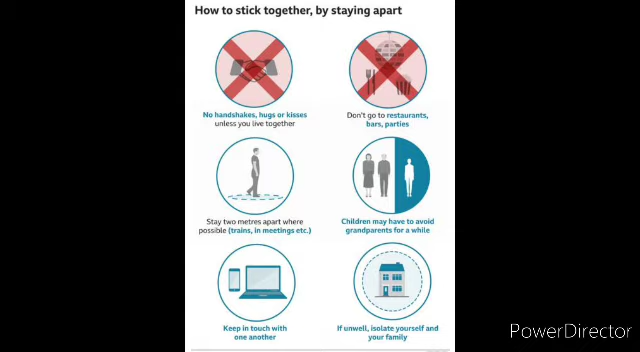 How to stick together, by staying apart
No handshakes, hugs or kisses
unless you live together
Don't go to restaurants,
bars, parties
Stay two metres apart where
possible (trains, in meetings etc.)
Children may have to avoid
grandparents for a while
Keep in touch with
one another
If unwell, isolate yourself and
your family
PowerDirector